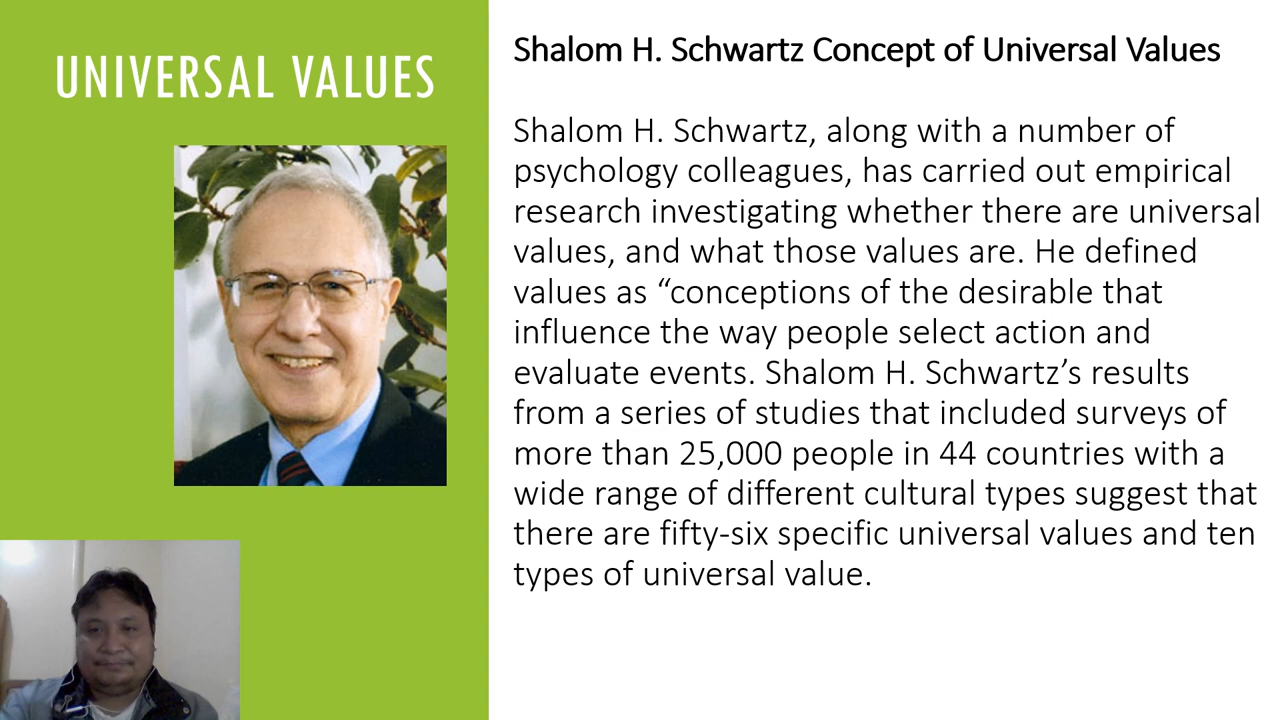 UNIVERSAL VALUES
Shalom H. Schwartz Concept of Universal Values
Shalom H. Schwartz, along with a number of
psychology colleagues, has carried out empirical
research investigating whether there are universal
values, and what those values are. He defined
values as “conceptions of the desirable that
influence the way people select action and
evaluate events. Shalom H. Schwartz’s results
from a series of studies that included surveys of
more than 25,000 people in 44 countries with a
wide range of different cultural types suggest that
there are fifty-six specific universal values and ten
types of universal value.